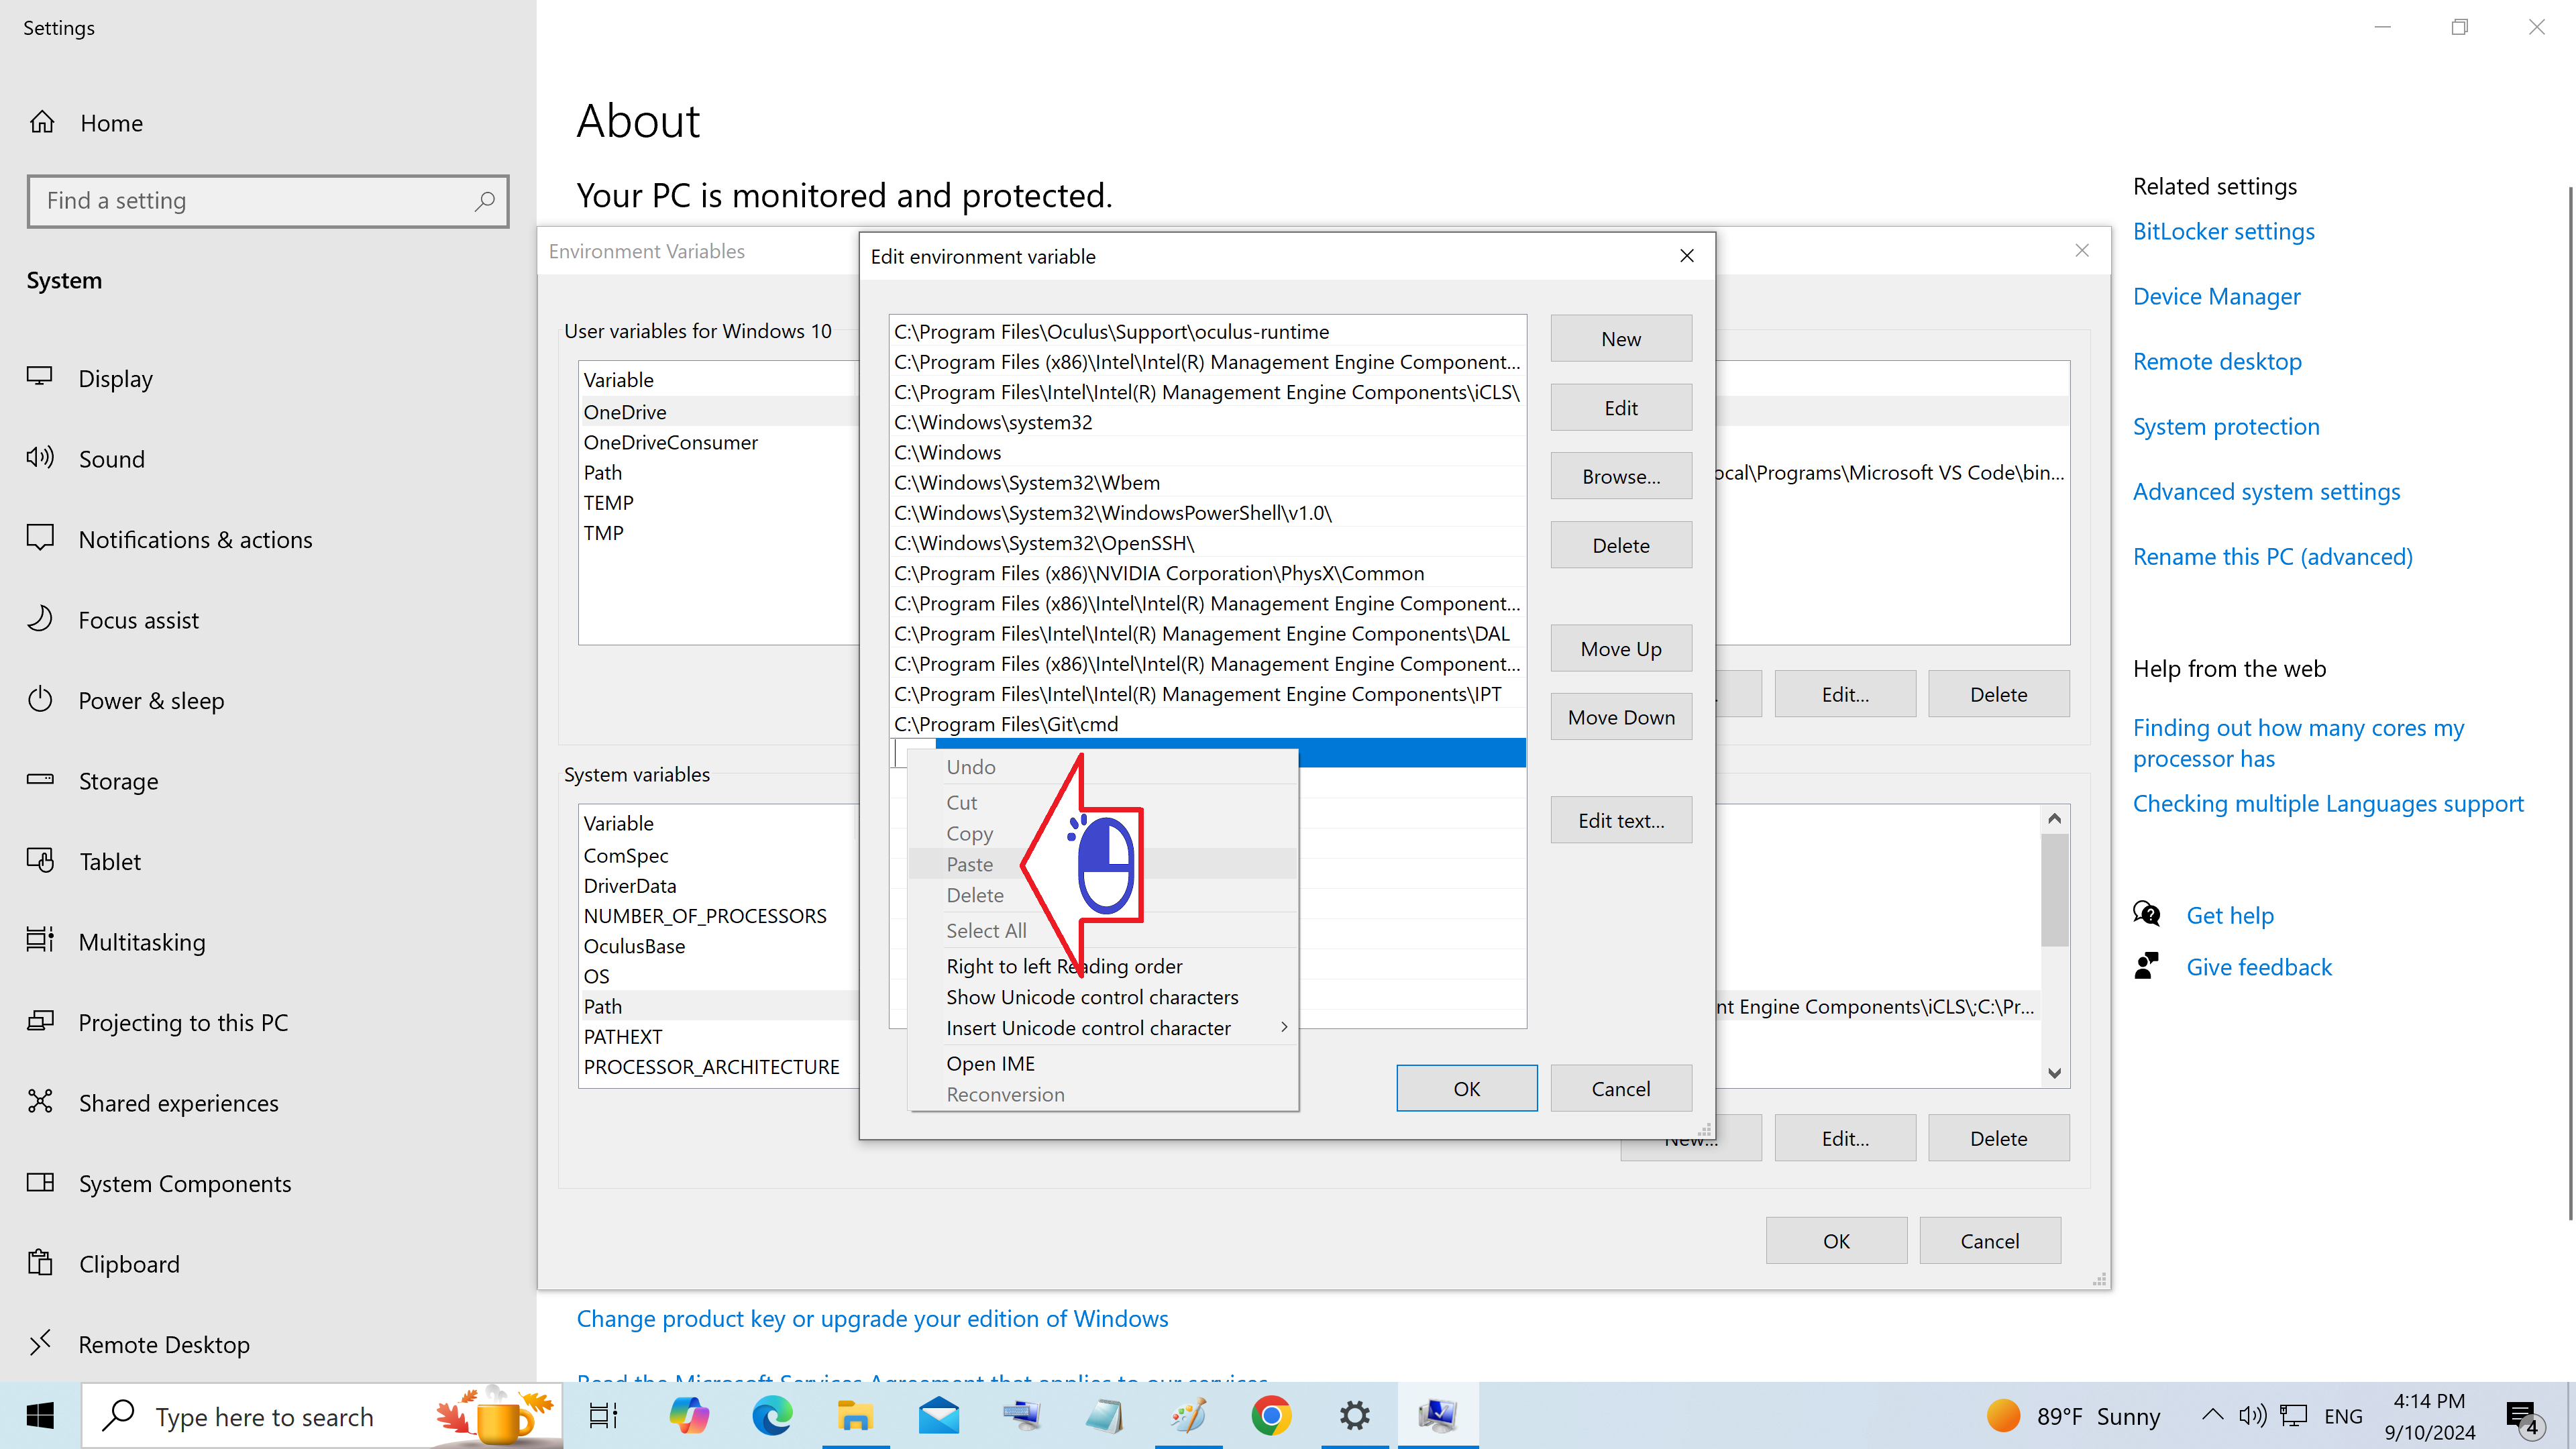 Settings
Home
Find a setting
System
Display
Sound
Notifications & actions
Focus assist
Power & sleep
Storage
Tablet
Multitasking
Projecting to this PC
Shared experiences
System Components
Clipboard
Remote Desktop
About
Your PC is monitored and protected.
Environment Variables
User variables for Windows 10
Variable
OneDrive
OneDriveConsumer
Path
ocal\Programs\Microsoft VS Code\bin...
TEMP
TMP
Edit...
Delete
System variables
Variable
ComSpec
DriverData
NUMBER_OF_PROCESSORS
OculusBase
OS
Path
nt Engine Components\iCLS\;C:\Pr...
PATHEXT
PROCESSOR_ARCHITECTURE
New...
Edit...
Delete
OK
Cancel
Edit environment variable
C:\Program Files\Oculus\Support\oculus-runtime
C:\Program Files (x86)\Intel\Intel(R) Management Engine Component...
C:\Program Files\Intel\Intel(R) Management Engine Components\iCLS\
C:\Windows\system32
C:\Windows
C:\Windows\System32\Wbem
C:\Windows\System32\WindowsPowerShell\v1.0\
C:\Windows\System32\OpenSSH\
C:\Program Files (x86)\NVIDIA Corporation\PhysX\Common
C:\Program Files (x86)\Intel\Intel(R) Management Engine Component...
C:\Program Files\Intel\Intel(R) Management Engine Components\DAL
C:\Program Files (x86)\Intel\Intel(R) Management Engine Component...
C:\Program Files\Intel\Intel(R) Management Engine Components\IPT
C:\Program Files\Git\cmd
New
Edit
Browse...
Delete
Move Up
Move Down
Edit text...
OK
Cancel
Undo
Cut
Copy
Paste
Delete
Select All
Right to left Reading order
Show Unicode control characters
Insert Unicode control character
Open IME
Reconversion
Change product key or upgrade your edition of Windows
Read the Microsoft Services Agreement that applies to our services
Related settings
BitLocker settings
Device Manager
Remote desktop
System protection
Advanced system settings
Rename this PC (advanced)
Help from the web
Finding out how many cores my
processor has
Checking multiple Languages support
Get help
Give feedback
Type here to search
89°F Sunny
ENG
4:14 PM
9/10/2024
4